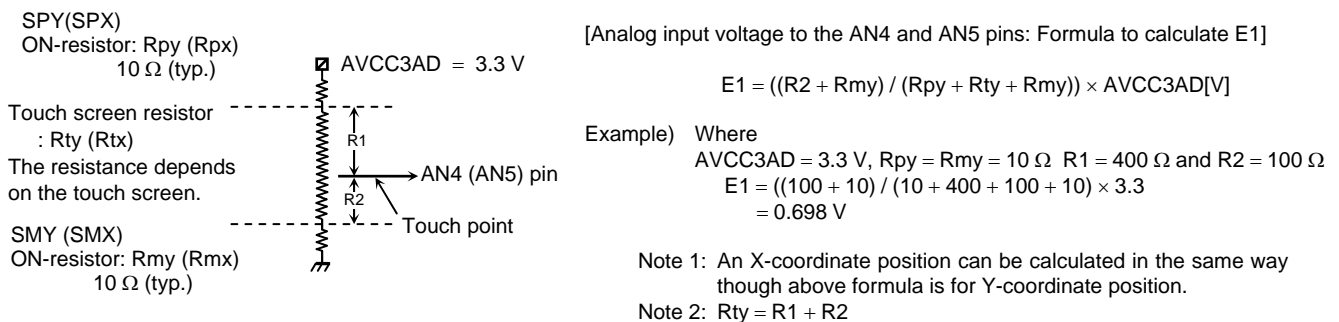 SPY(SPX)
ON-resistor: Rpy (Rpx)
10 Ω (typ.)
AVCC3AD = 3.3 V
Touch screen resistor
: Rty (Rtx)
The resistance depends
on the touch screen.
R1
AN4 (AN5) pin
R2
Touch point
SMY (SMX)
ON-resistor: Rmy (Rmx)
10 Ω (typ.)
[Analog input voltage to the AN4 and AN5 pins: Formula to calculate E1]
E1 = ((R2 + Rmy) / (Rpy + Rty + Rmy)) × AVCC3AD[V]
Example) Where
AVCC3AD = 3.3 V, Rpy = Rmy = 10 Ω R1 = 400 Ω and R2 = 100 Ω
E1 = ((100 + 10) / (10 + 400 + 100 + 10) × 3.3
= 0.698 V
Note 1: An X-coordinate position can be calculated in the same way
though above formula is for Y-coordinate position.
Note 2: Rty = R1 + R2